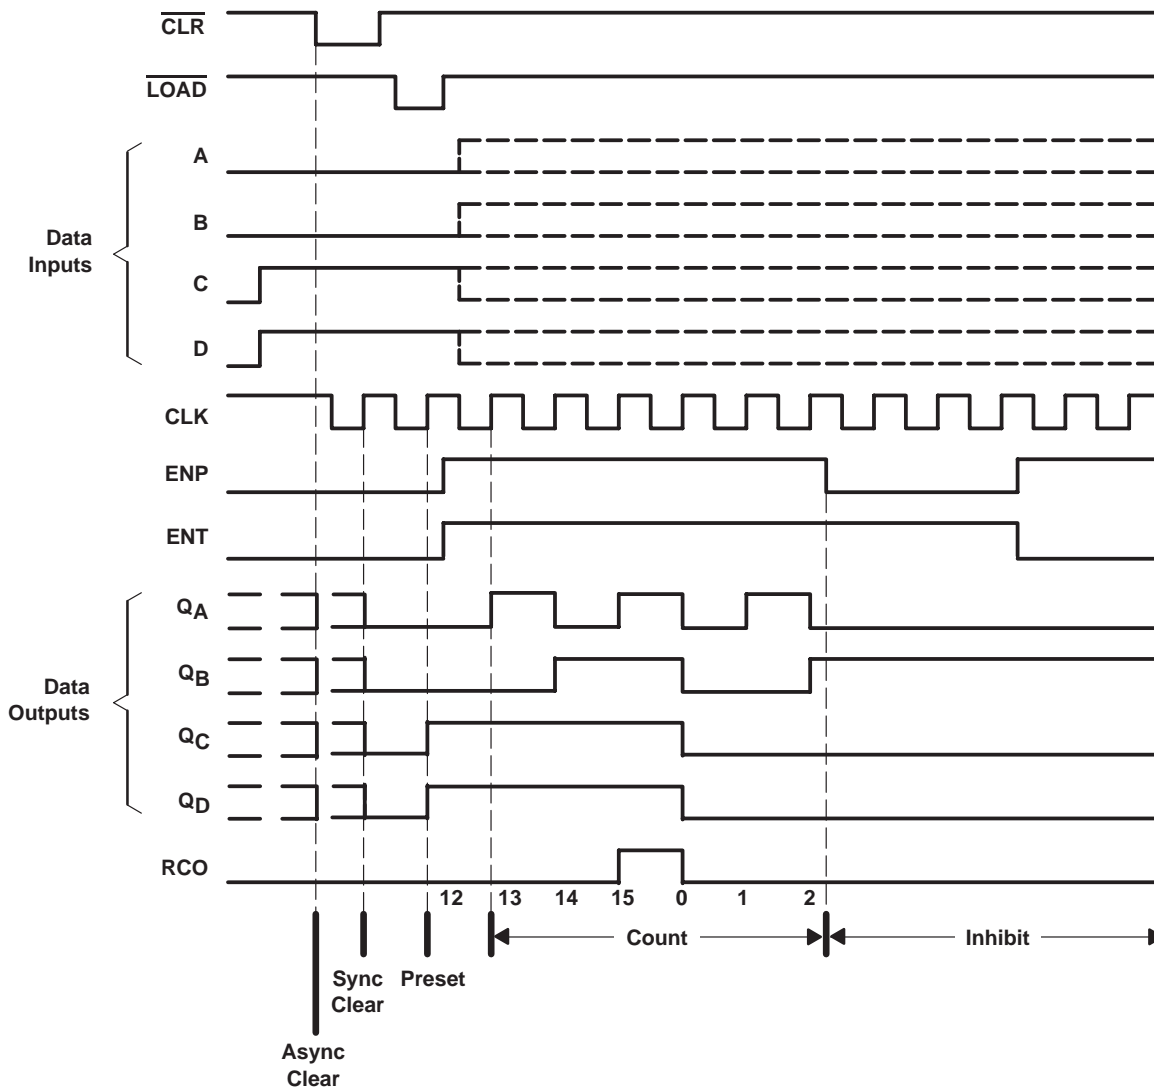 CLR
LOAD
A
B
Data
Inputs
C
D
CLK
ENP
ENT
QA
QB
Data
Outputs
QC
QD
RCO
12 13 14 15 0 1 2
Count Inhibit
Sync
Clear
Preset
Async
Clear